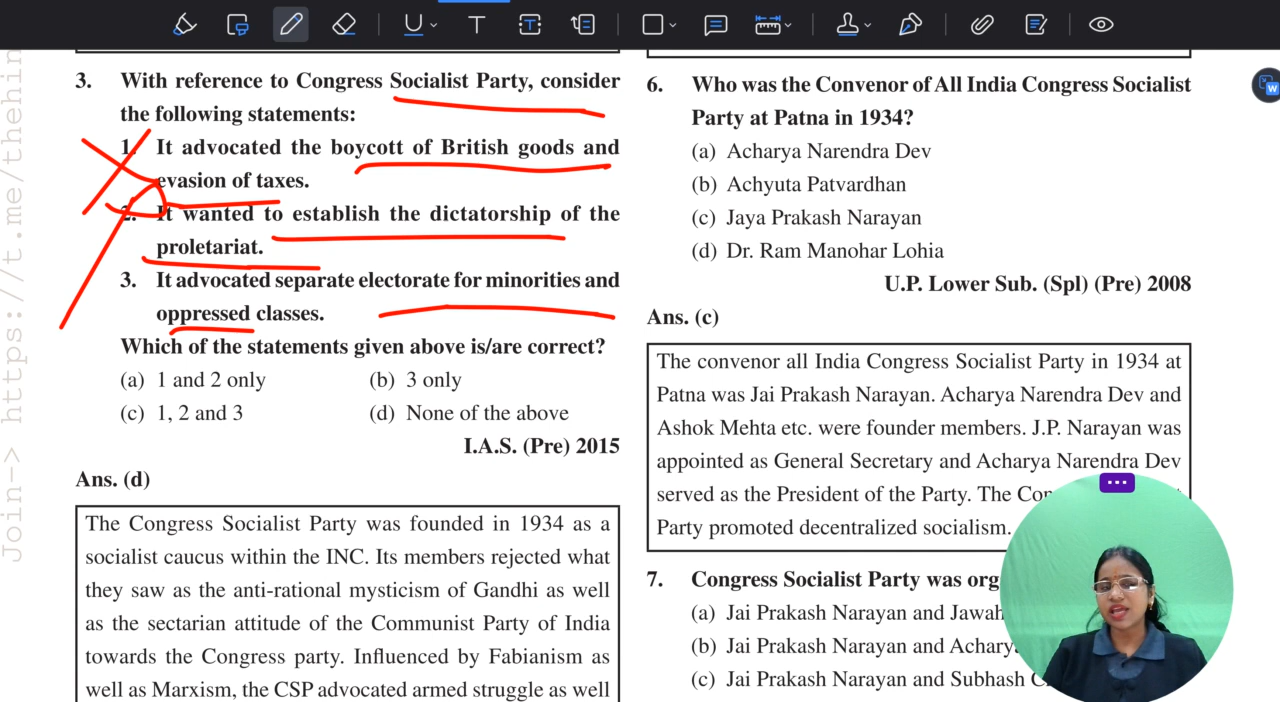 3. With reference to Congress Socialist Party, consider
the following statements:
1. It advocated the boycott of British goods and
evasion of taxes.
2. It wanted to establish the dictatorship of the
proletariat.
3. It advocated separate electorate for minorities and
oppressed classes.
Which of the statements given above is/are correct?
(a) 1 and 2 only (b) 3 only
(c) 1, 2 and 3 (d) None of the above
I.A.S. (Pre) 2015
Ans. (d)
The Congress Socialist Party was founded in 1934 as a
socialist caucus within the INC. Its members rejected what
they saw as the anti-rational mysticism of Gandhi as well
as the sectarian attitude of the Communist Party of India
towards the Congress party. Influenced by Fabianism as
well as Marxism, the CSP advocated armed struggle as well
6. Who was the Convenor of All India Congress Socialist
Party at Patna in 1934?
(a) Acharya Narendra Dev
(b) Achyuta Patvardhan
(c) Jaya Prakash Narayan
(d) Dr. Ram Manohar Lohia
U.P. Lower Sub. (Spl) (Pre) 2008
Ans. (c)
The convenor all India Congress Socialist Party in 1934 at
Patna was Jai Prakash Narayan. Acharya Narendra Dev and
Ashok Mehta etc. were founder members. J.P. Narayan was
appointed as General Secretary and Acharya Narendra Dev
served as the President of the Party. The
Party promoted decentralized socialism.
7. Congress Socialist Party was
(a) Jai Prakash Narayan and
(b) Jai Prakash Narayan and
(c) Jai Prakash Narayan and Subhash
Join-> https://t.me/thehin